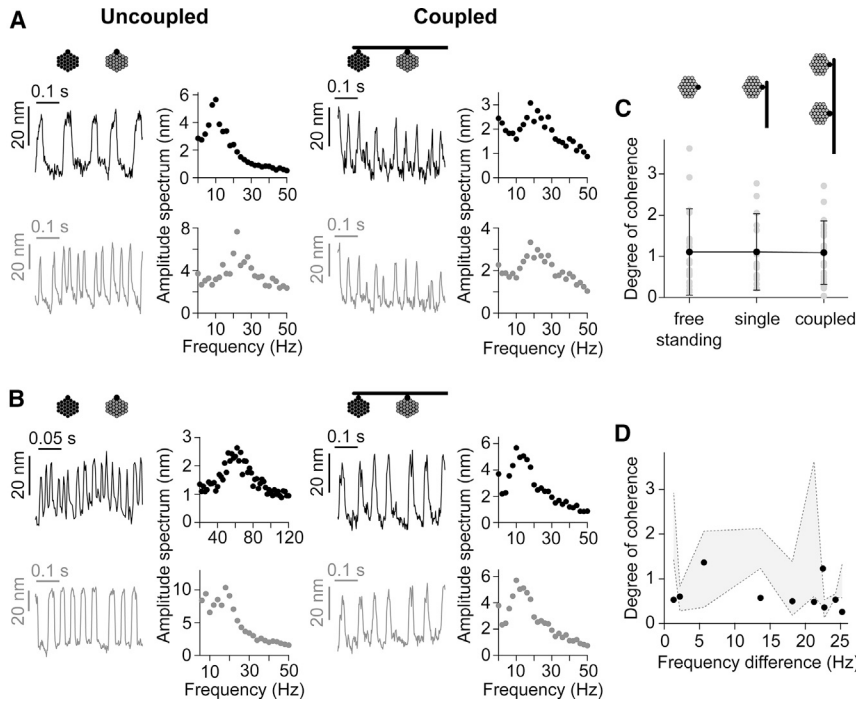 Uncoupled
Coupled
A
0.1 s
20 nm
Amplitude spectrum (nm)
6
4
2
0
10 30 50
0.1 s
20 nm
Amplitude spectrum (nm)
4
3
2
1
0
10 30 50
0.1 s
20 nm
Amplitude spectrum (nm)
8
6
4
2
0
10 30 50
Frequency (Hz)
0.1 s
20 nm
Amplitude spectrum (nm)
4
2
0
10 30 50
Frequency (Hz)
B
0.05 s
20 nm
Amplitude spectrum (nm)
3
2
1
0
40 60 80 120
0.1 s
20 nm
Amplitude spectrum (nm)
6
4
2
0
10 30 50
0.1 s
20 nm
Amplitude spectrum (nm)
10
5
0
10 30 50
Frequency (Hz)
0.1 s
20 nm
Amplitude spectrum (nm)
6
4
2
0
10 30 50
Frequency (Hz)
C
Degree of coherence
3
2
1
0
free standing
single
coupled
D
Degree of coherence
3
2
1
0
0 5 10 15 20 25
Frequency difference (Hz)